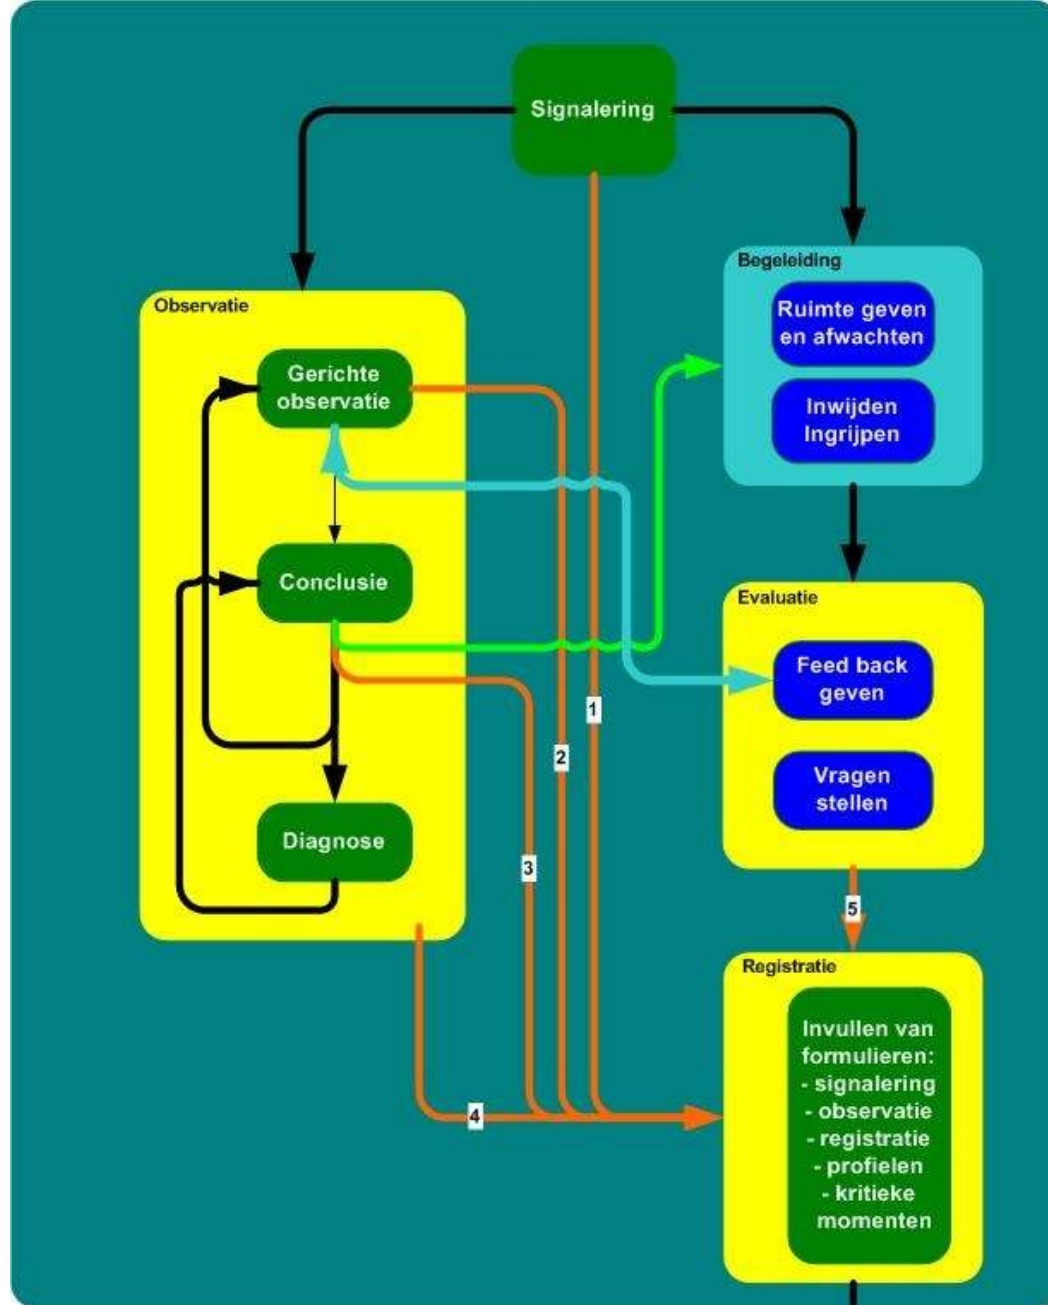 Signalering
Begeleiding
Ruimte geven
en afwachten
Inwijden
Ingrijpen
Observatie
Gerichte
observatie
Conclusie
Diagnose
Evaluatie
Feed back
geven
Vragen
stellen
1
2
3
4
5
Registratie
Invullen van
formulieren:
- signalering
- observatie
- registratie
- profielen
- kritieke
momenten